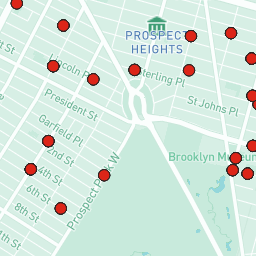 PROSPECT
HEIGHTS
Lincoln Pl
Sterling Pl
St Johns Pl
President St
Garfield Pl
2nd St
4th St
6th St
8th St
Prospect Park W
Brooklyn Museum